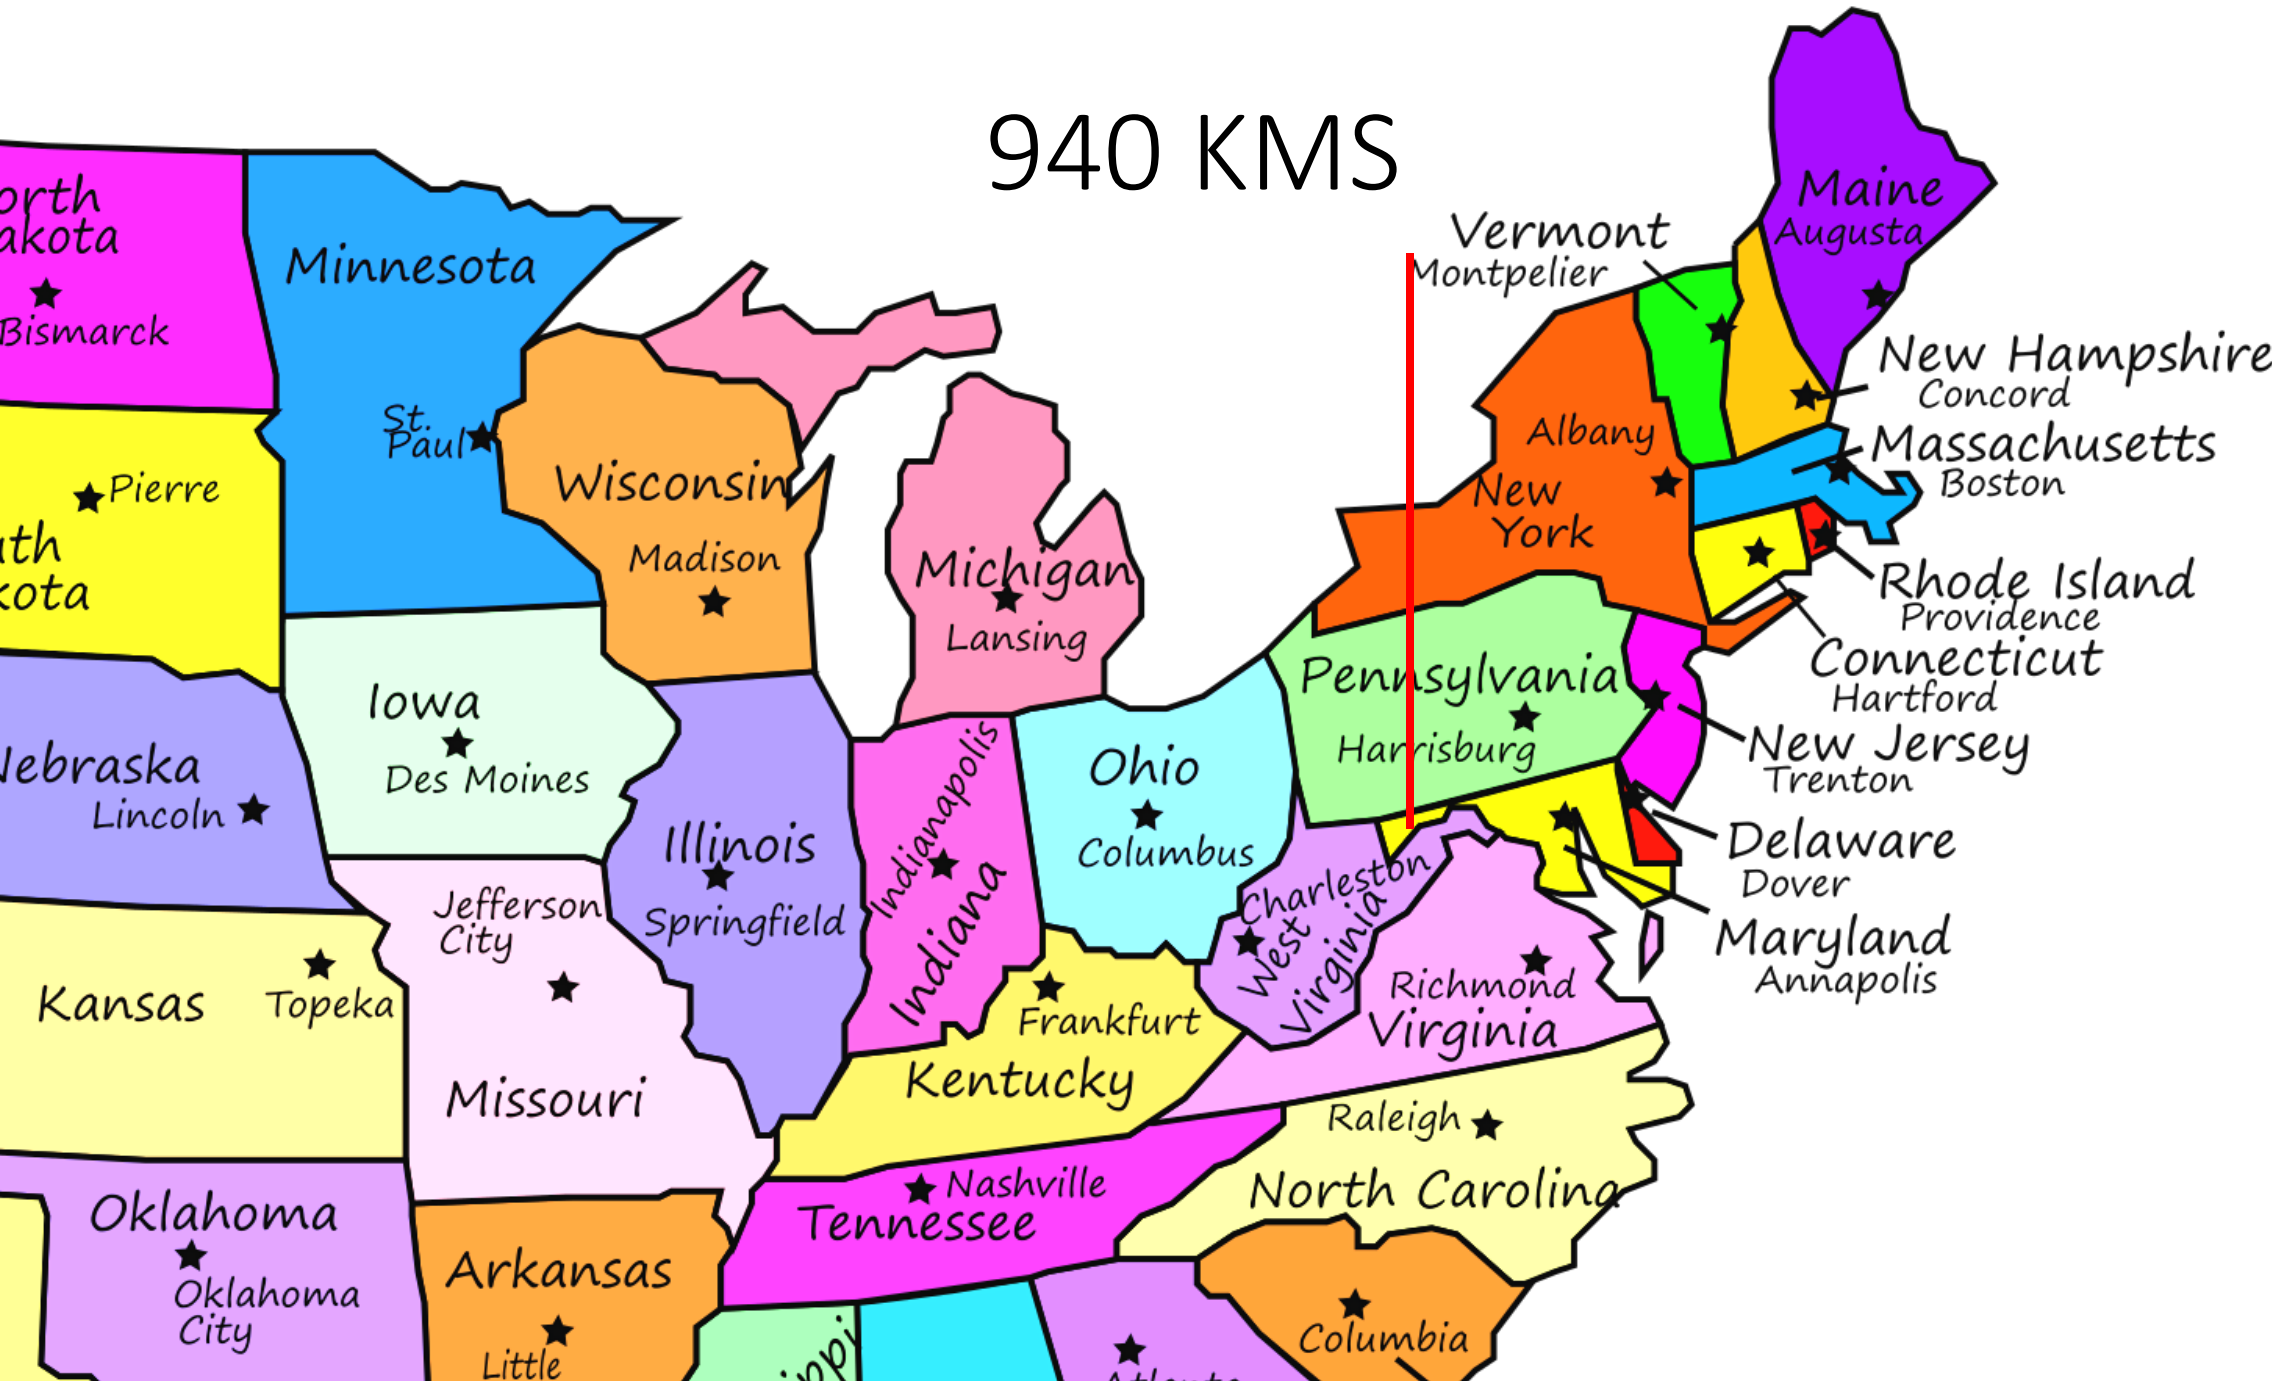 940 KMS
Maine
Augusta
Vermont
Montpelier
orth
akota
Bismarck
Minnesota
St.
Paul
New Hampshire
Concord
Massachusetts
Boston
Albany
New
York
Pierre
uth
kota
Wisconsin
Madison
Michigan
Lansing
Rhode Island
Providence
Connecticut
Hartford
Pennsylvania
Harrisburg
New Jersey
Trenton
Iowa
Des Moines
Nebraska
Lincoln
Illinois
Springfield
Indianapolis
Indiana
Ohio
Columbus
Delaware
Dover
Maryland
Annapolis
Charleston
West
Virginia
Richmond
Virginia
Jefferson
City
Missouri
Kansas
Topeka
Frankfurt
Kentucky
Raleigh
North Carolina
Nashville
Tennessee
Oklahoma
Oklahoma
City
Arkansas
Little
ippi
Columbia